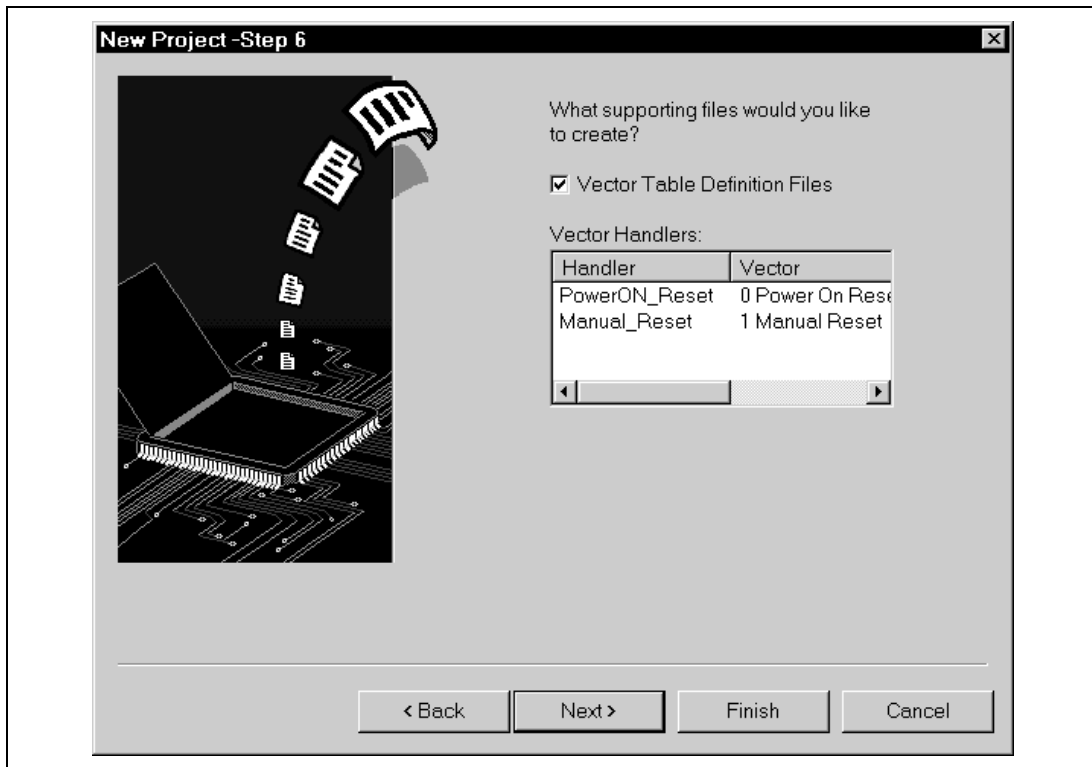 New Project -Step 6
What supporting files would you like
to create?
Vector Table Definition Files
Vector Handlers:
Handler Vector
PowerON_Reset 0 Power On
Manual_Reset 1 Manual Reset
< Back Next > Finish Cancel